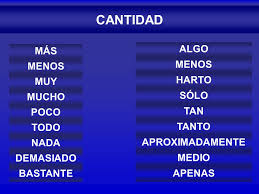 CANTIDAD
MÁS
MENOS
MUY
MUCHO
POCO
TODO
NADA
DEMASIADO
BASTANTE
ALGO
MENOS
HARTO
SÓLO
TAN
TANTO
APROXIMADAMENTE
MEDIO
APENAS